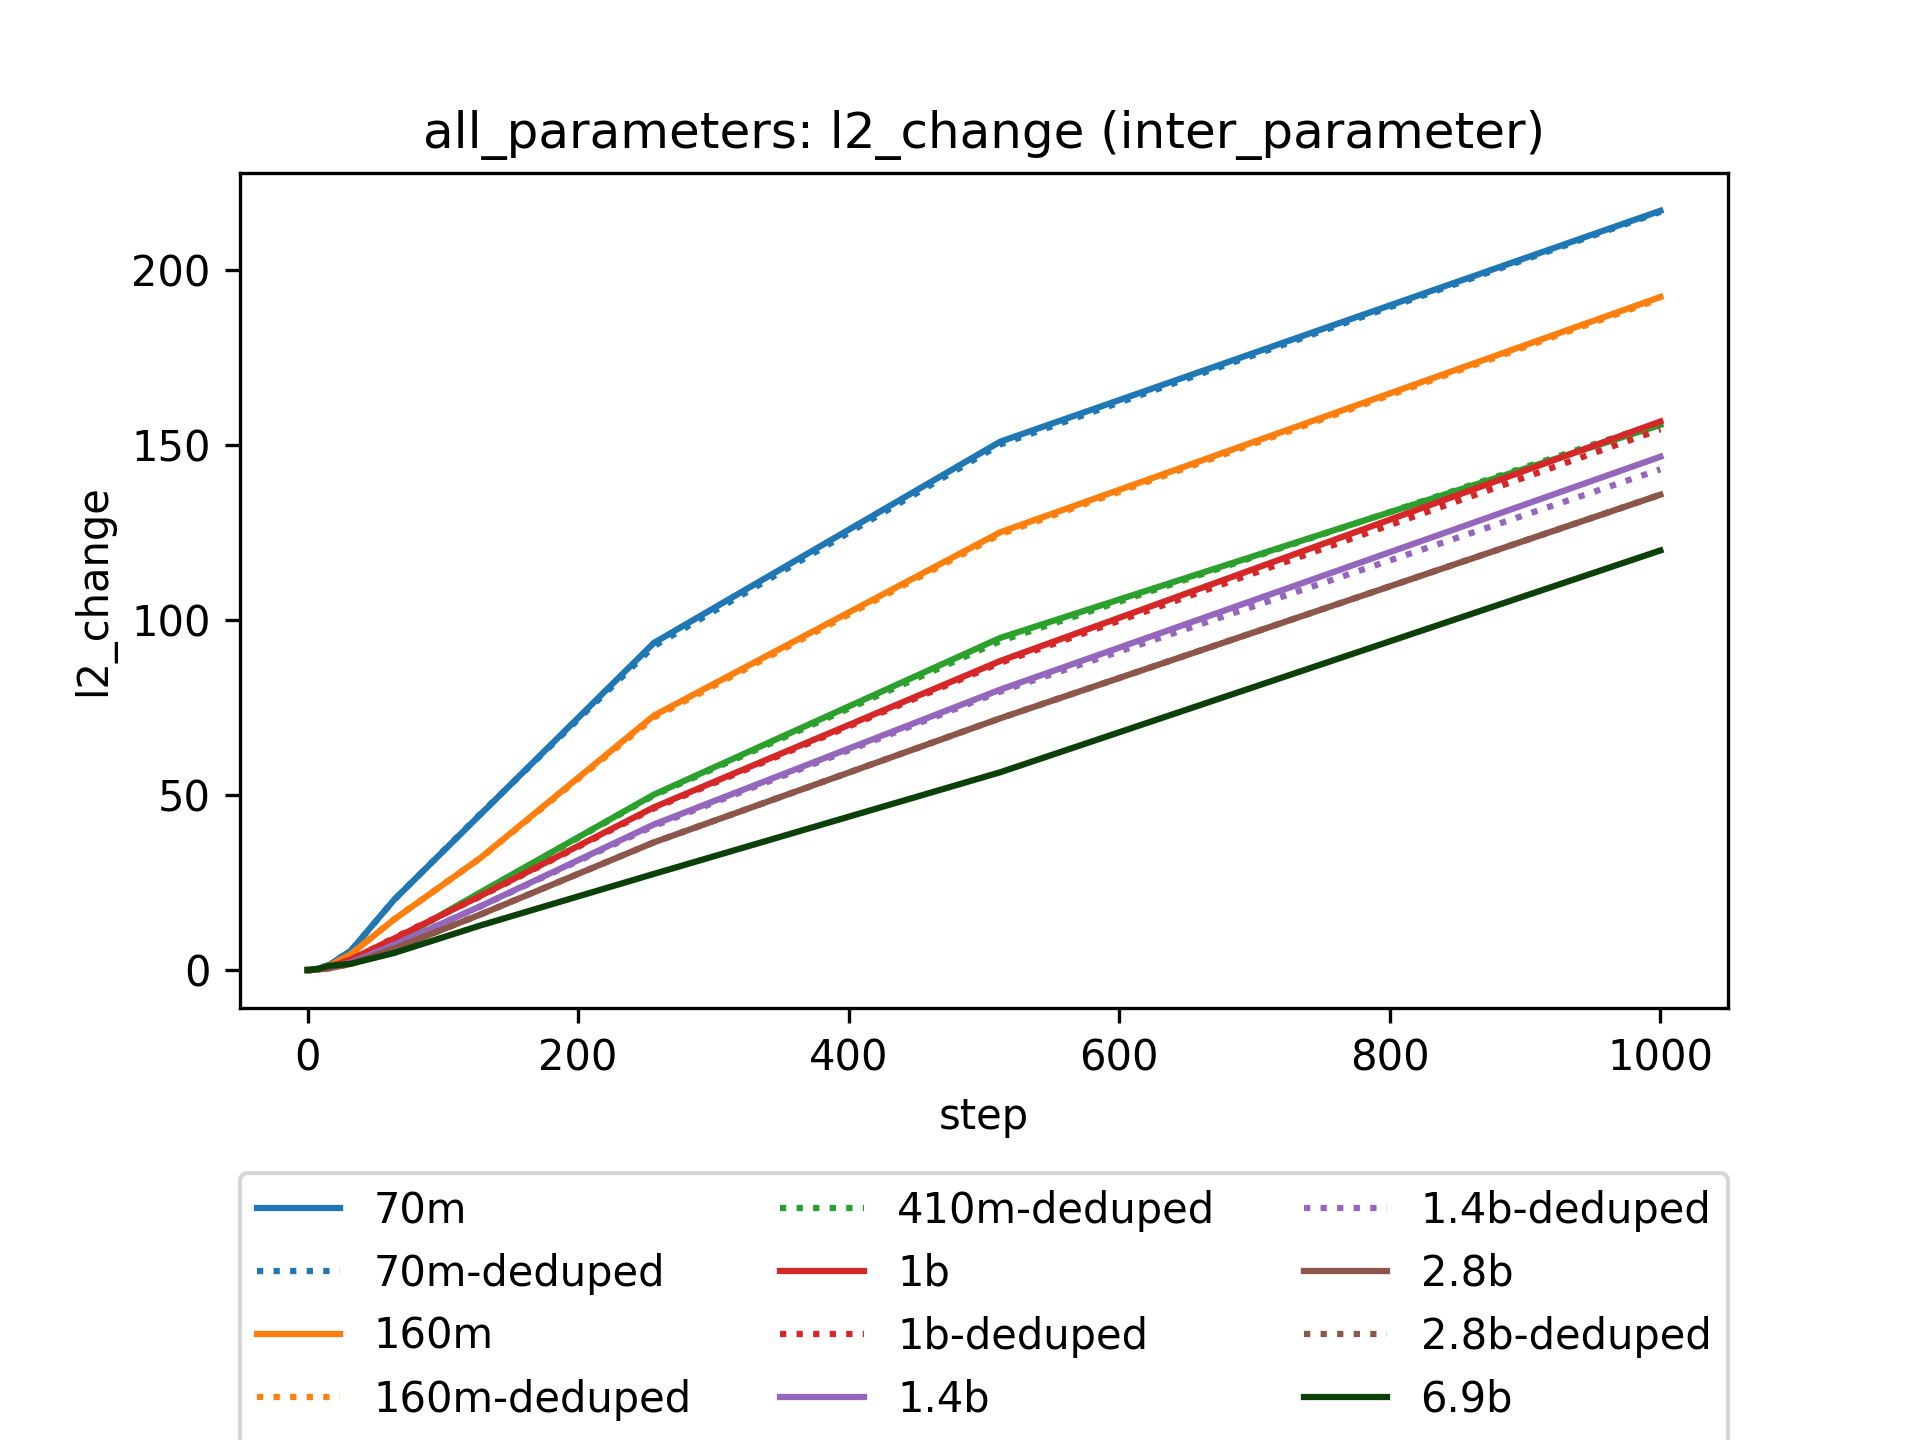 all_parameters: l2_change (inter_parameter)
l2_change
200
150
100
50
0
0 200 400 600 800 1000
step
70m
70m-deduped
160m
160m-deduped
410m-deduped
1b
1b-deduped
1.4b
1.4b-deduped
2.8b
2.8b-deduped
6.9b